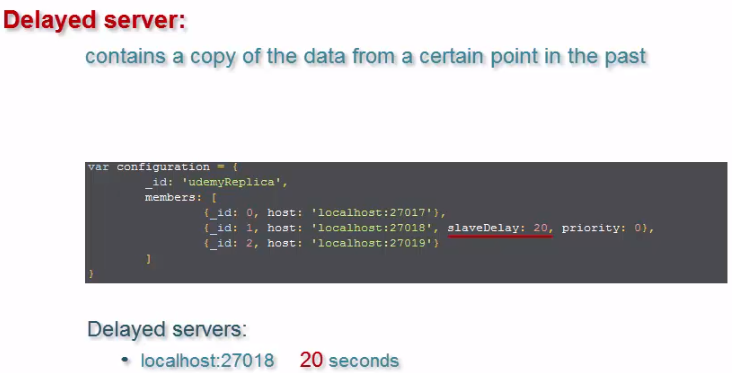 Delayed server:
contains a copy of the data from a certain point in the past
var configuration = {
_id: 'udemyReplica',
members: [
{_id: 0, host: 'localhost:27017'},
{_id: 1, host: 'localhost:27018', slaveDelay: 20, priority: 0},
{_id: 2, host: 'localhost:27019'}
]
}
Delayed servers:
• localhost:27018 20 seconds